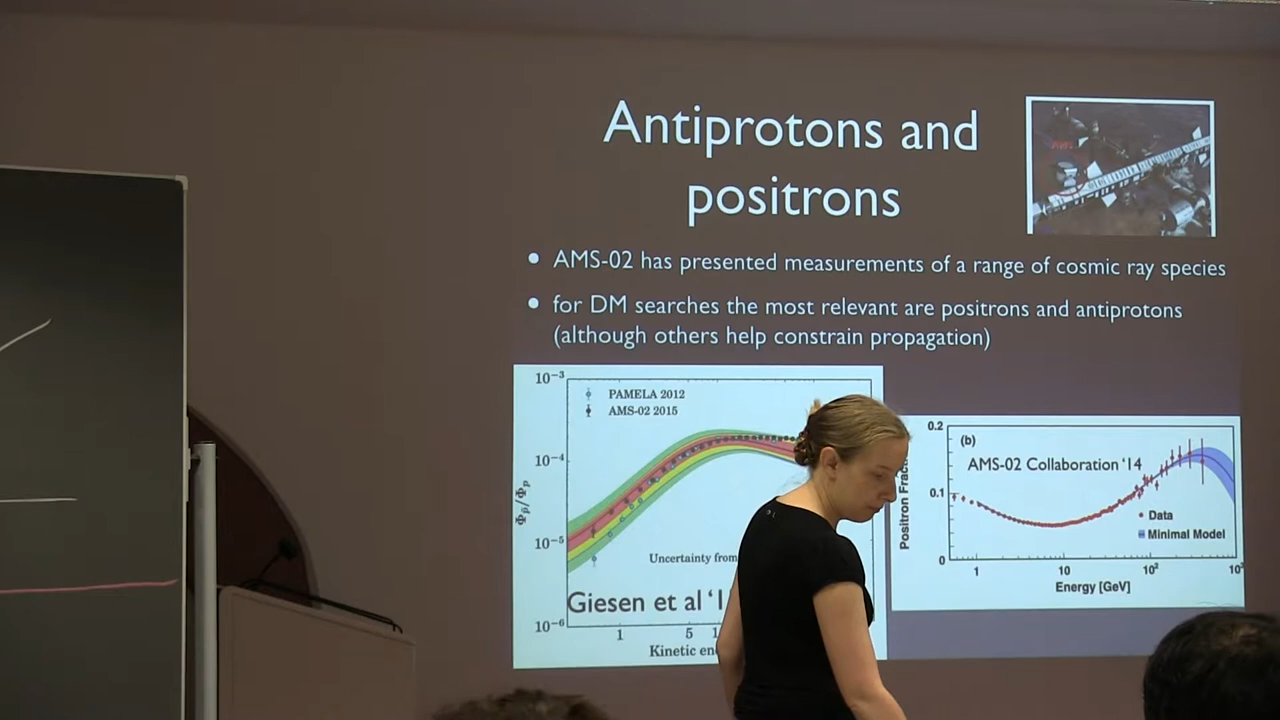 Antiprotons and
positrons
• AMS-02 has presented measurements of a range of cosmic ray species
• for DM searches the most relevant are positrons and antiprotons
(although others help constrain propagation)
10⁻³
PAMELA 2012
AMS-02 2015
10⁻⁴
Φp̄/Φp
10⁻⁵
Uncertainty from
Giesen et al '1
10⁻⁶
1
5
Kinetic en
0.2
(b)
AMS-02 Collaboration '14
0.1
Positron Frac
Data
Minimal Model
0
1
10
10²
10³
Energy [GeV]